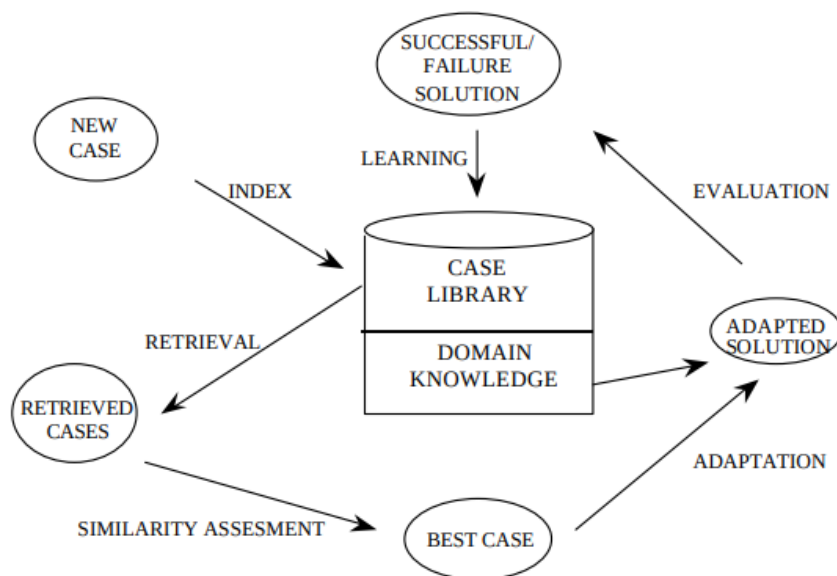 SUCCESSFUL/
FAILURE
SOLUTION
NEW
CASE
LEARNING
INDEX
EVALUATION
CASE
LIBRARY
RETRIEVAL
ADAPTED
SOLUTION
DOMAIN
KNOWLEDGE
RETRIEVED
CASES
ADAPTATION
SIMILARITY ASSESMENT
BEST CASE